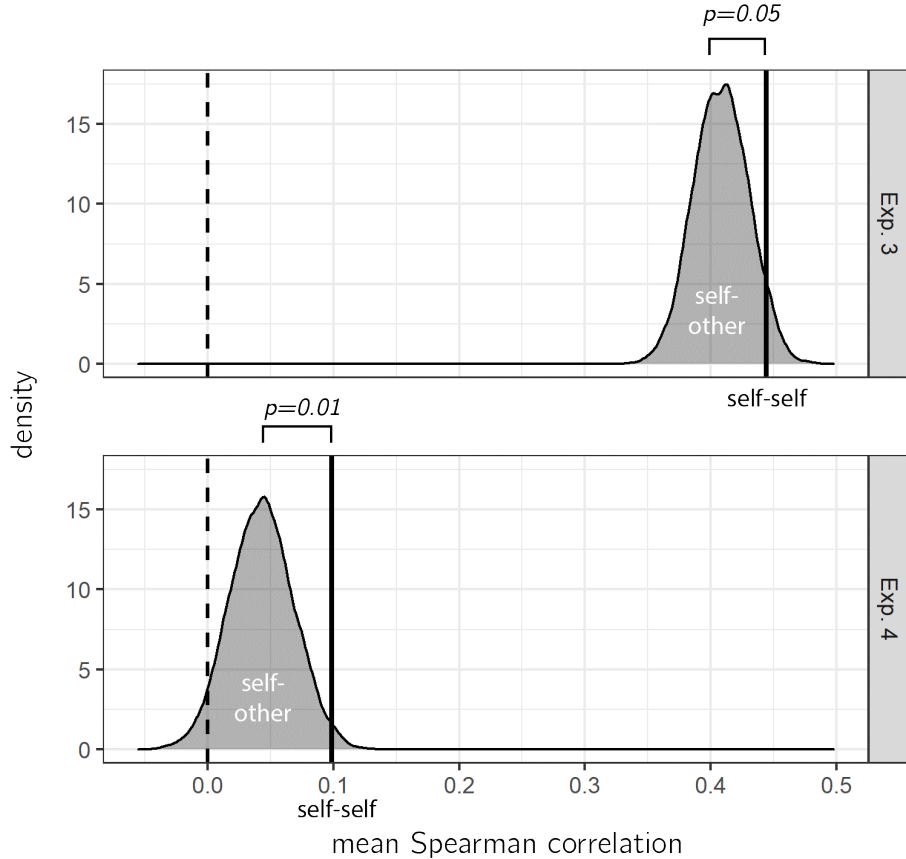 p=0.05
15
10
5
0
self-
other
Exp. 3
self-self
density
p=0.01
15
10
5
0
self-
other
Exp. 4
0.0 0.1 0.2 0.3 0.4 0.5
self-self
mean Spearman correlation